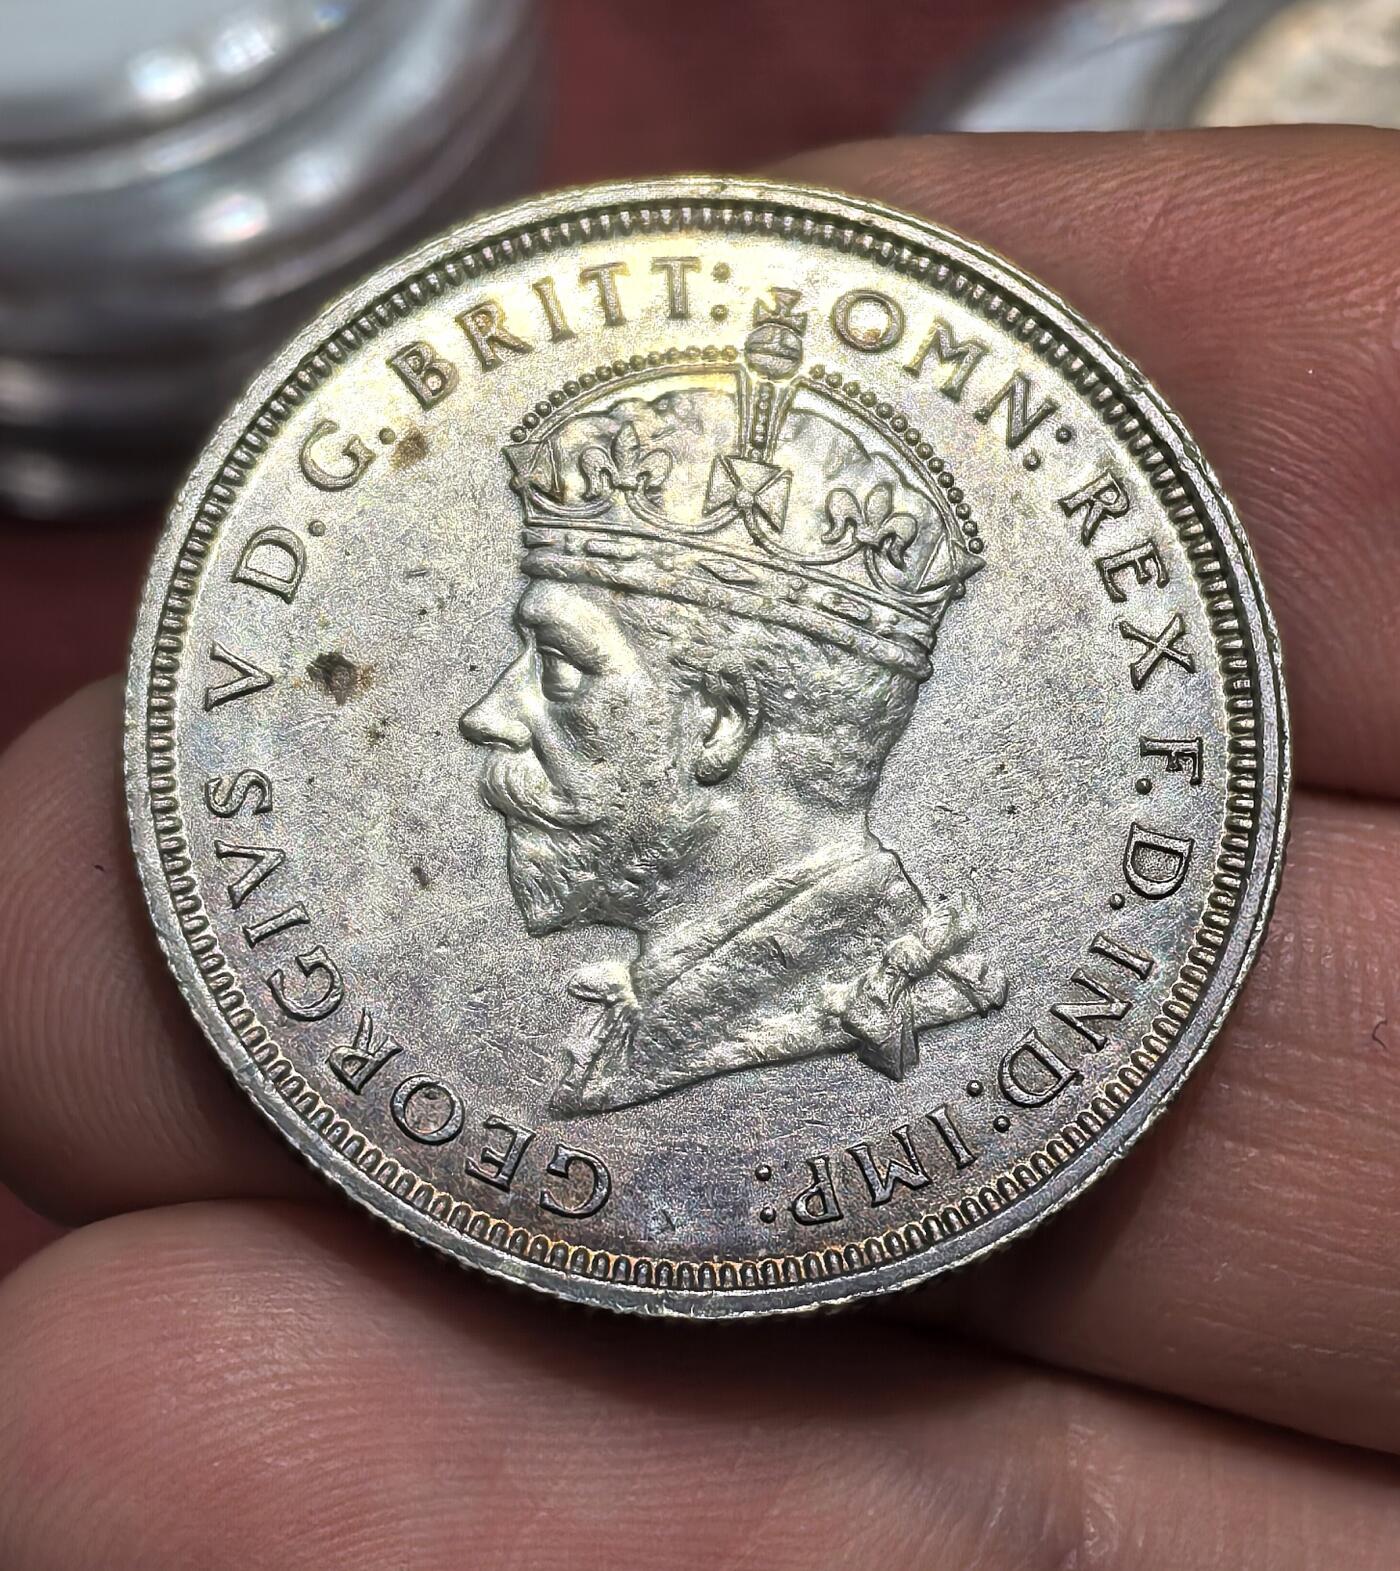 GEORGIVS V D.G. BRITT: OMN: REX F.D. IND: IMP: